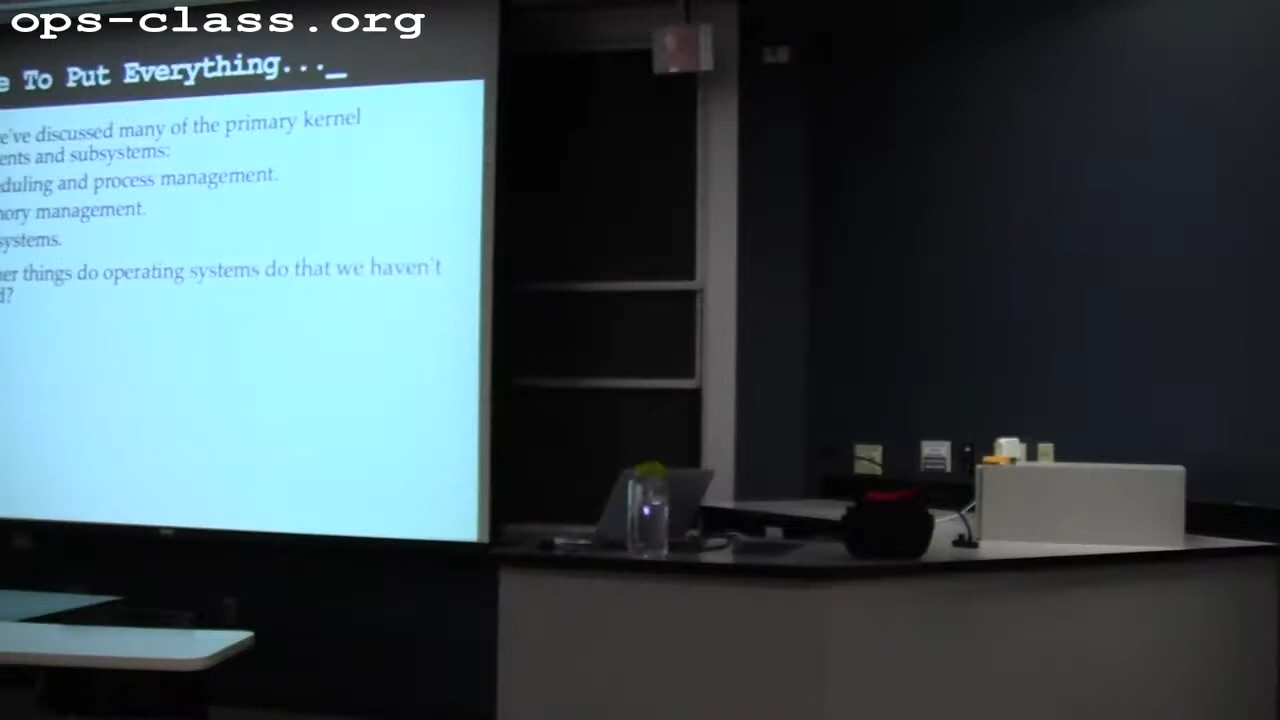 ops-class.org
e To Put Everything..._
e've discussed many of the primary kernel
ents and subsystems:
duling and process management.
ory management.
systems.
er things do operating systems do that we haven't
d?